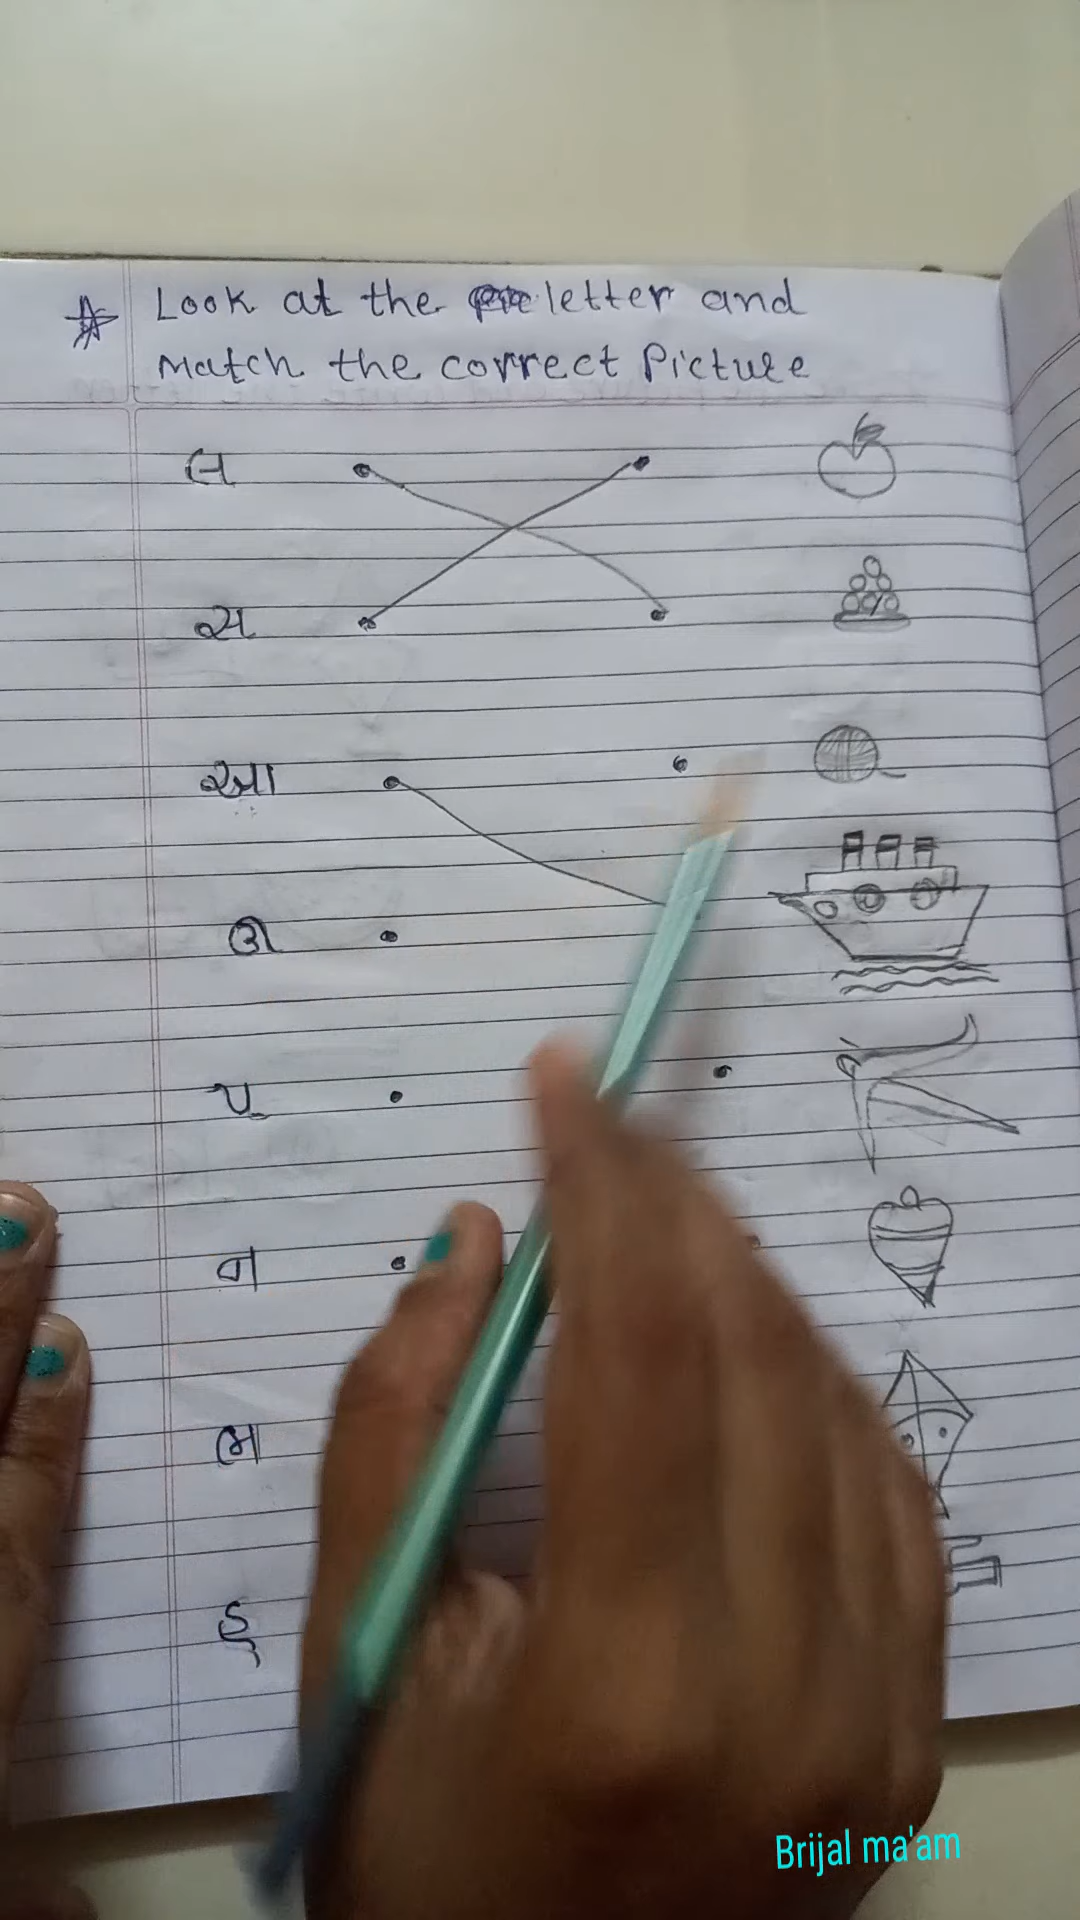 Look at the letter and
Match the correct Picture
લ
સ
આ
ઊ
પ
ન
ભ
હ
Brijal ma'am